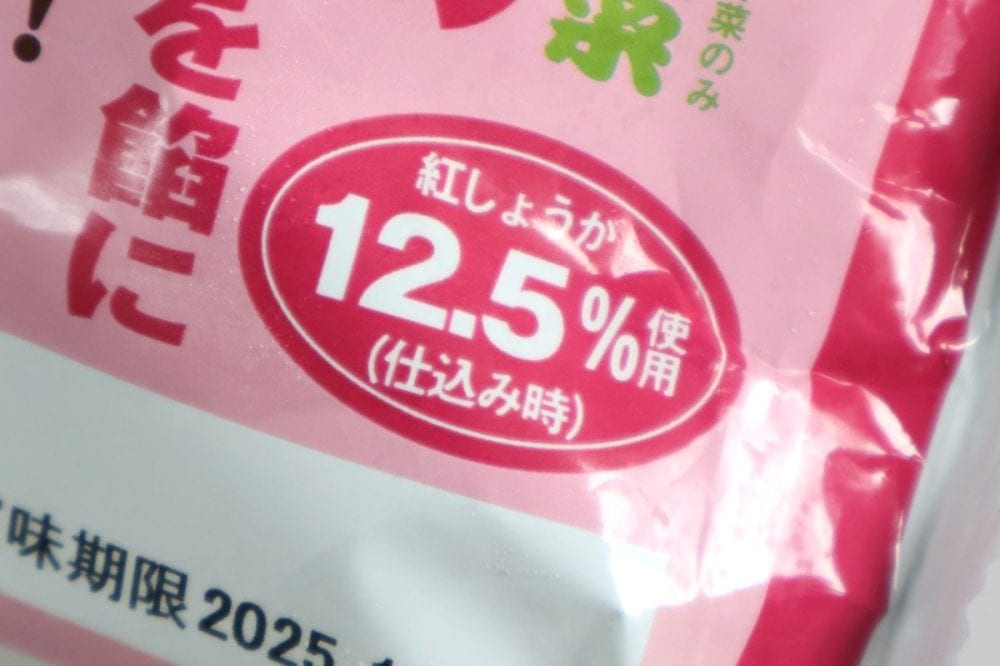 を餡に
菜のみ
紅しょうが
12.5%使用
(仕込み時)
味期限2025.